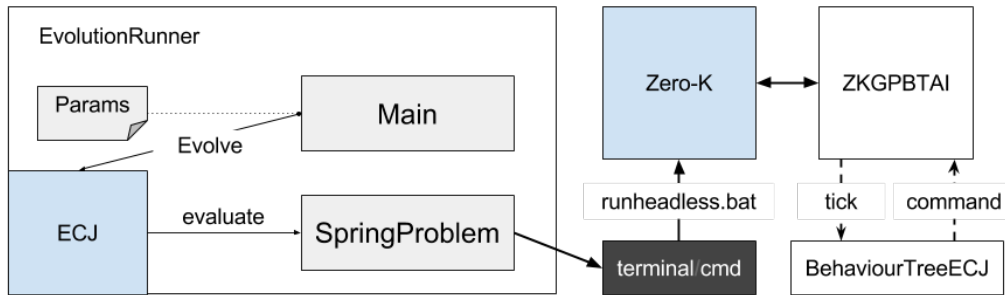 EvolutionRunner
Params
Main
Evolve
ECJ
evaluate
SpringProblem
Zero-K
ZKGPBTAI
runheadless.bat
tick
command
terminal/cmd
BehaviourTreeECJ